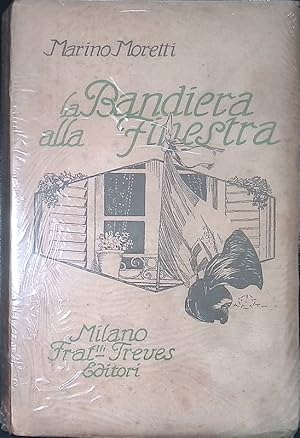 Marino Moretti
la Bandiera
alla Finestra
Milano
Frat.lli Treves
Editori